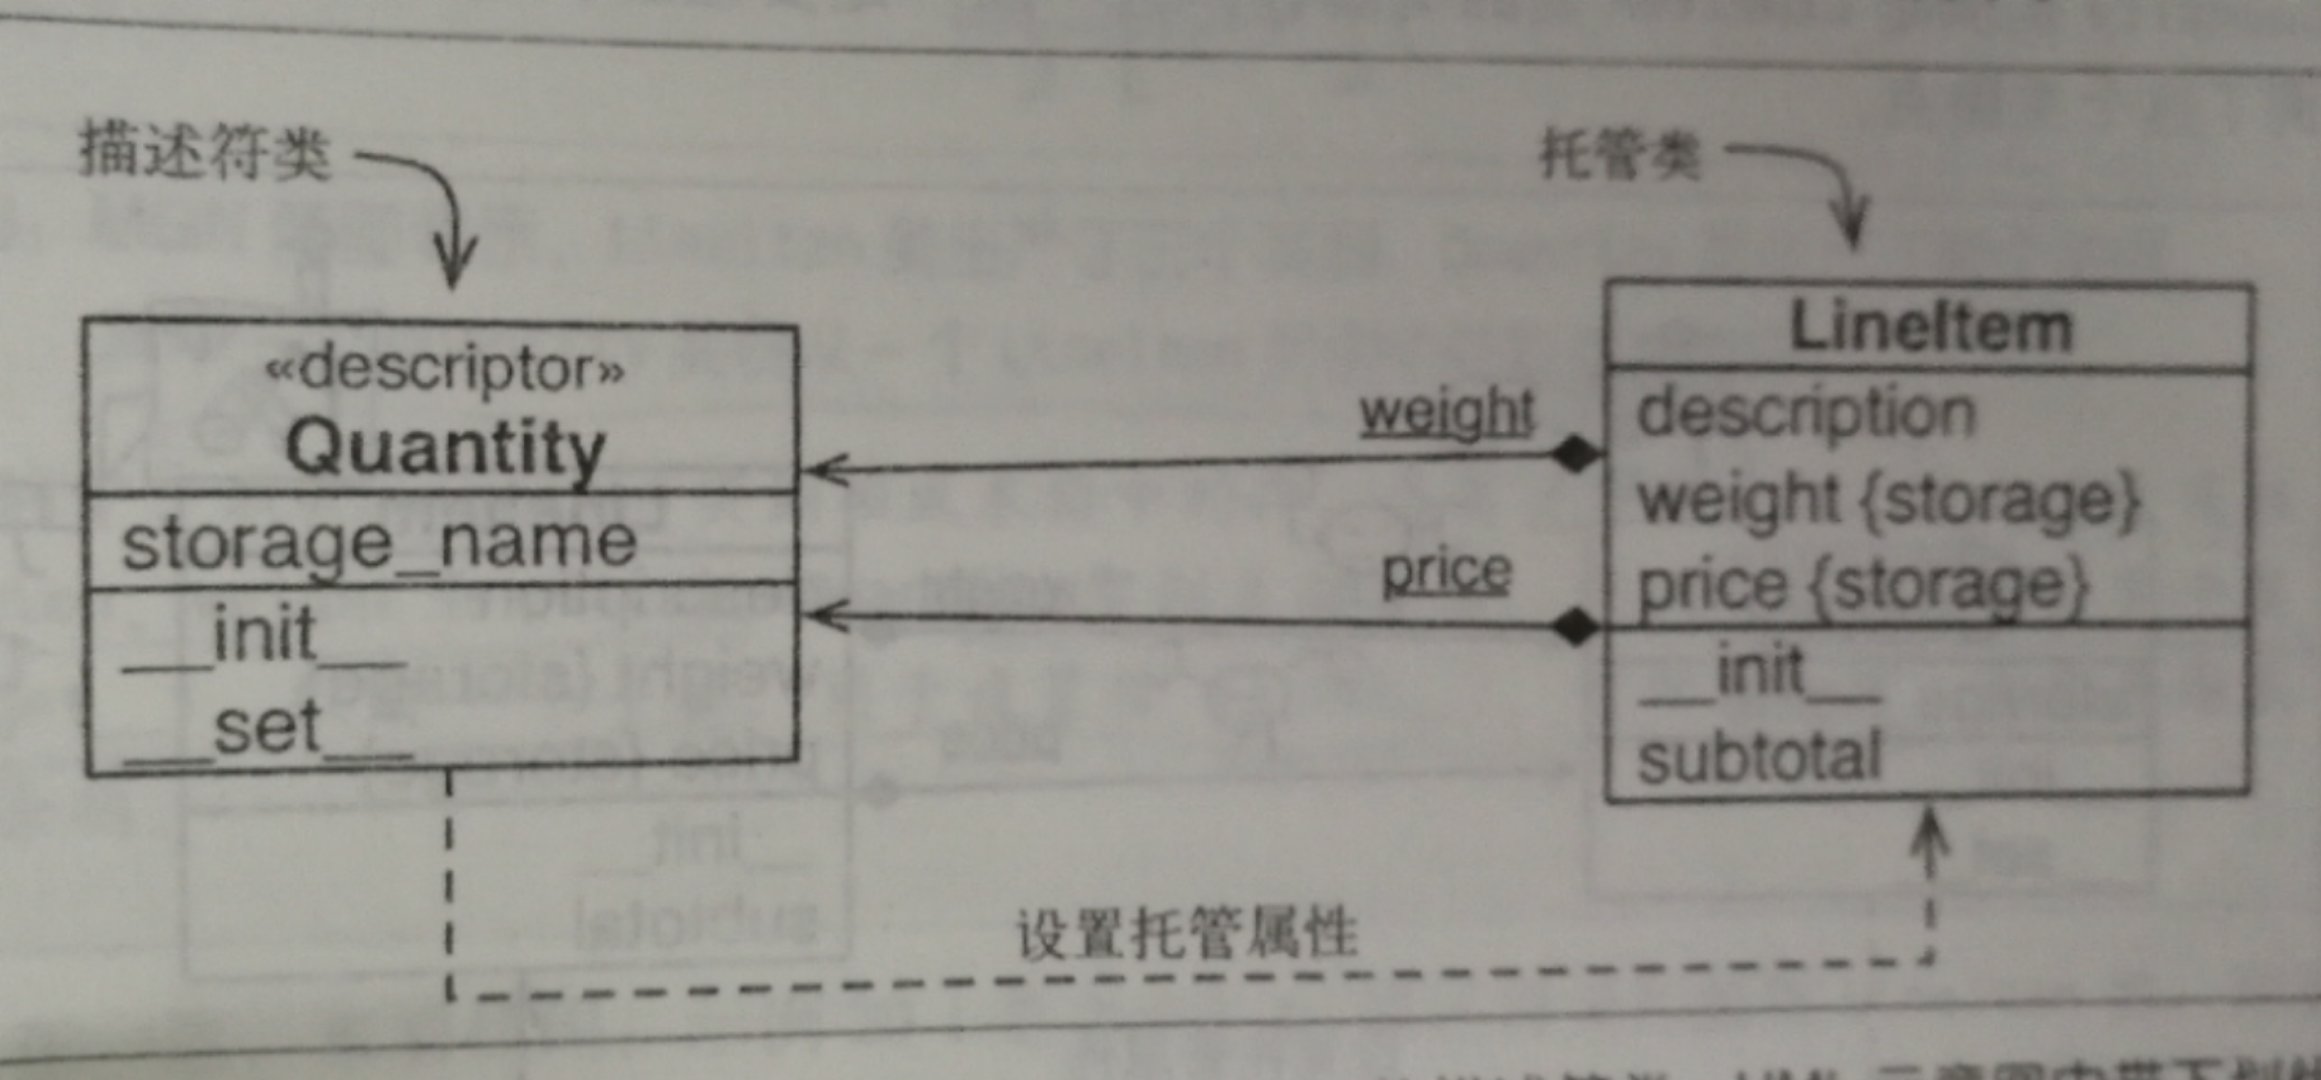 描述符类
托管类
«descriptor»
Quantity
storage_name
__init__
__set__
weight
price
LineItem
description
weight {storage}
price {storage}
__init__
subtotal
设置托管属性